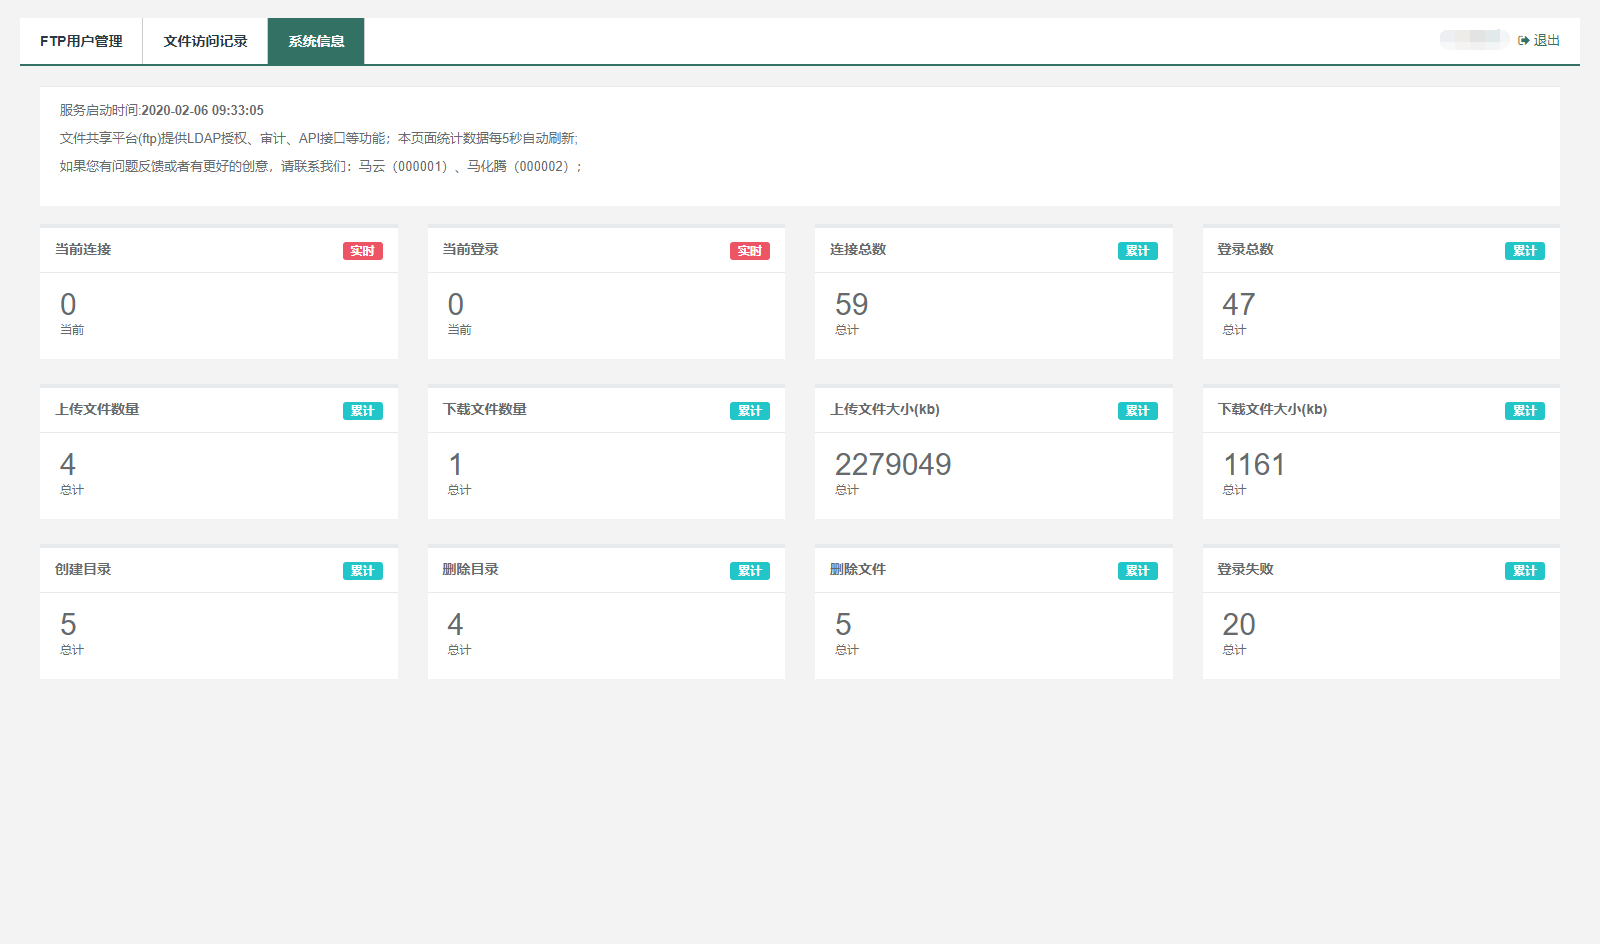 FTP用户管理 文件访问记录 系统信息 退出
服务启动时间:2020-02-06 09:33:05
文件共享平台(ftp)提供LDAP授权、审计、API接口等功能；本页面统计数据每5秒自动刷新;
如果您有问题反馈或者有更好的创意，请联系我们：马云（000001）、马化腾（000002）；
当前连接 实时 当前登录 实时 连接总数 累计 登录总数 累计
0 0 59 47
当前 当前 总计 总计
上传文件数量 累计 下载文件数量 累计 上传文件大小(kb) 累计 下载文件大小(kb) 累计
4 1 2279049 1161
总计 总计 总计 总计
创建目录 累计 删除目录 累计 删除文件 累计 登录失败 累计
5 4 5 20
总计 总计 总计 总计